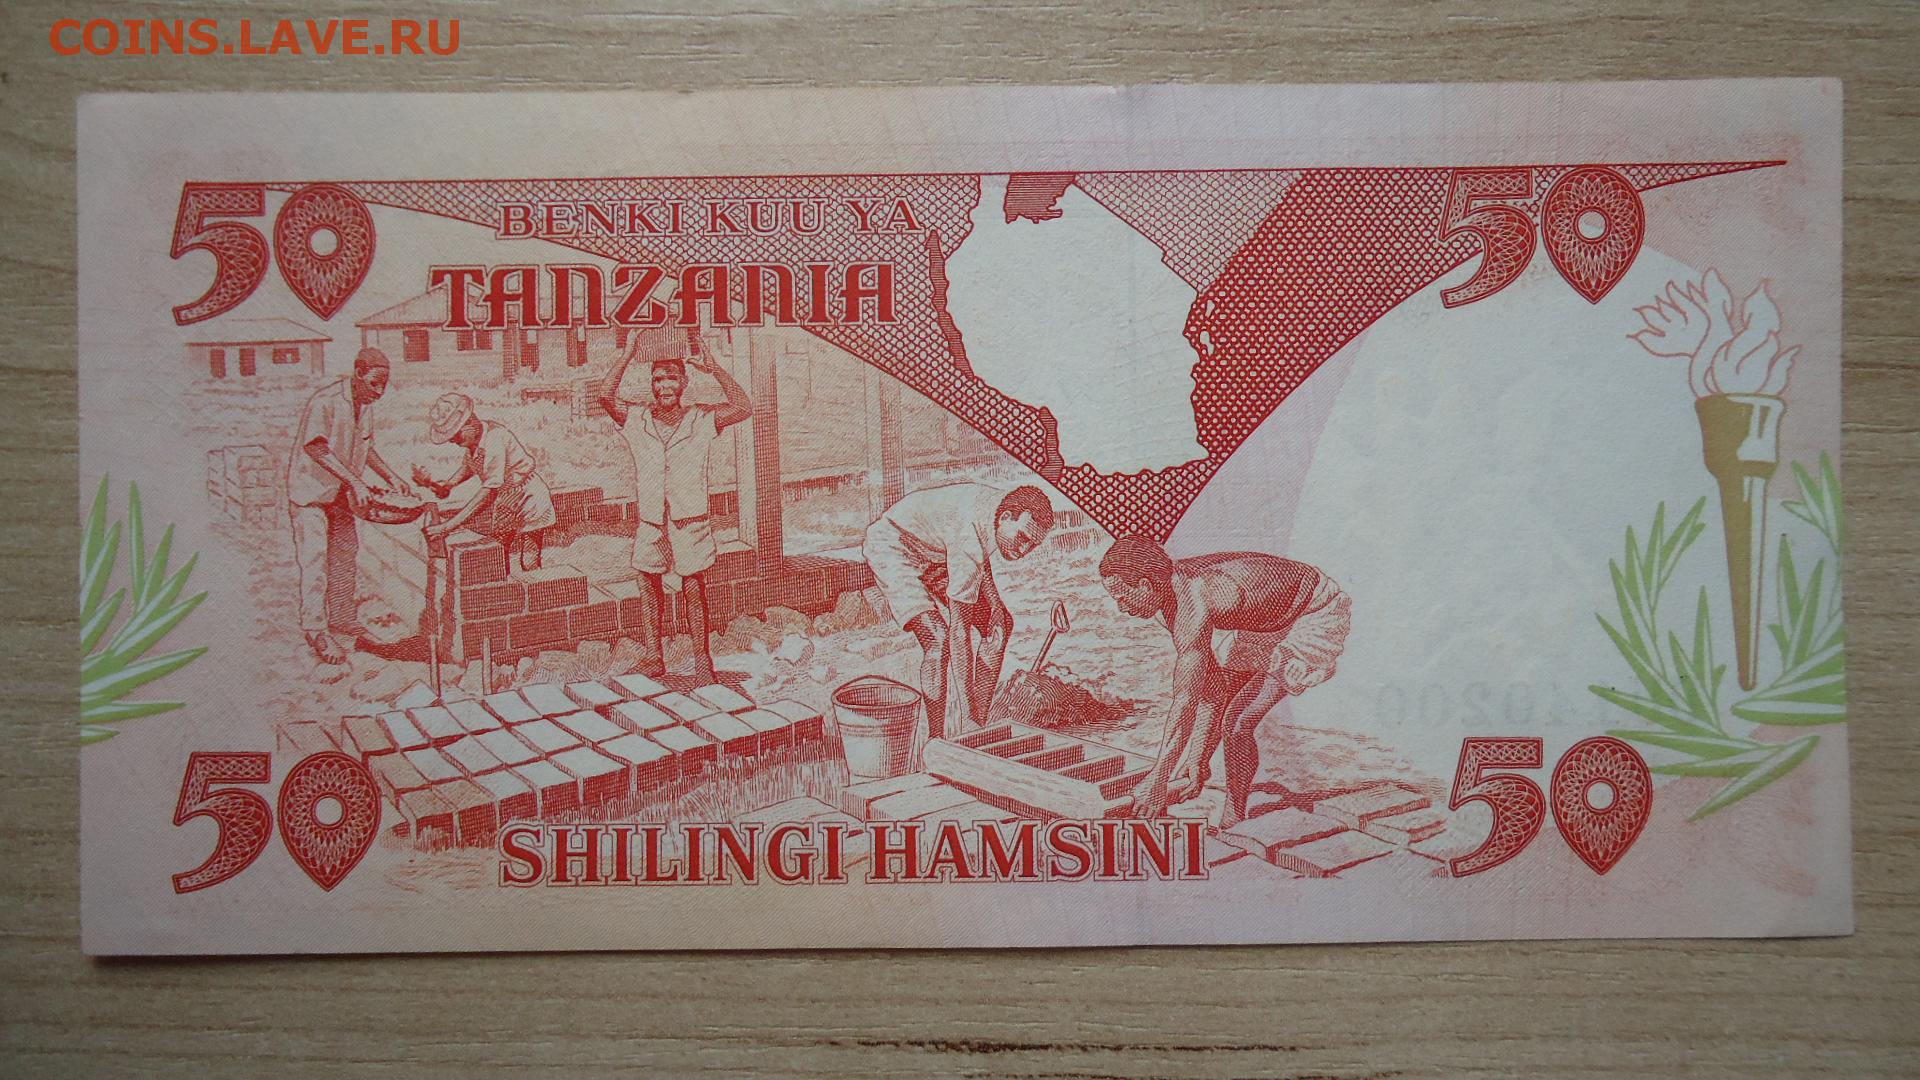 COINS.LAVE.RU
50 50
BENKI KUU YA
TANZANIA
50 50
SHILINGI HAMSINI